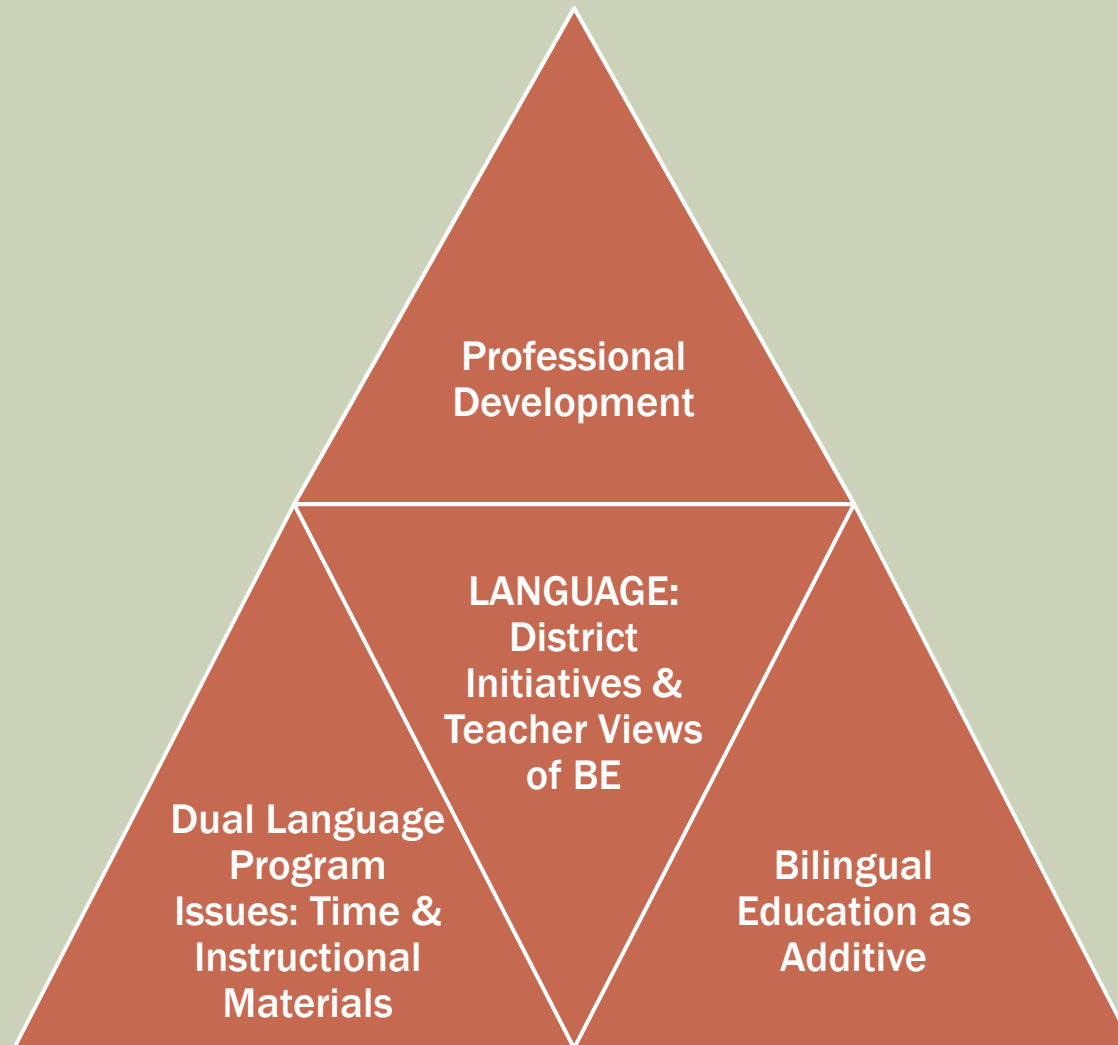 Professional
Development
LANGUAGE:
District
Initiatives &
Teacher Views
of BE
Dual Language
Program
Issues: Time &
Instructional
Materials
Bilingual
Education as
Additive